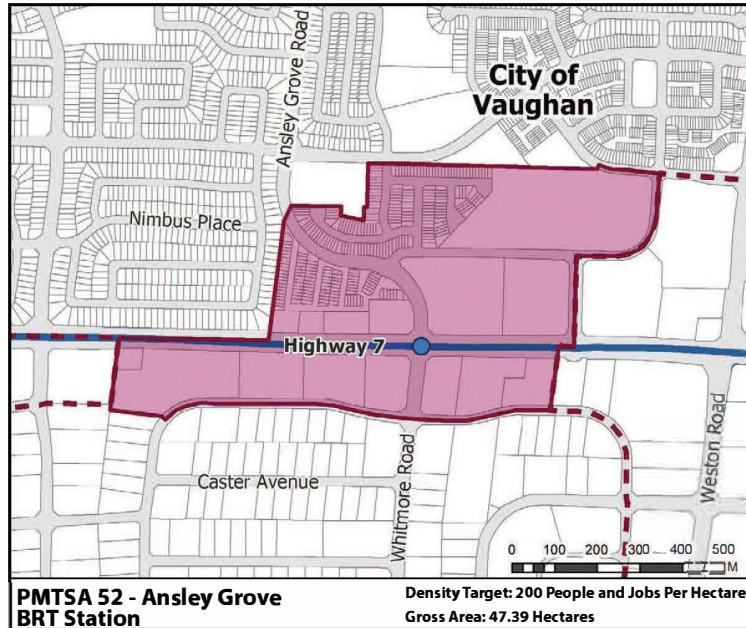 Ansley Grove Road
City of
Vaughan
Nimbus Place
Highway 7
Caster Avenue
Whitmore Road
Weston Road
0 100 200 300 400 500
M
PMTSA 52 - Ansley Grove
BRT Station
Density Target: 200 People and Jobs Per Hectare
Gross Area: 47.39 Hectares